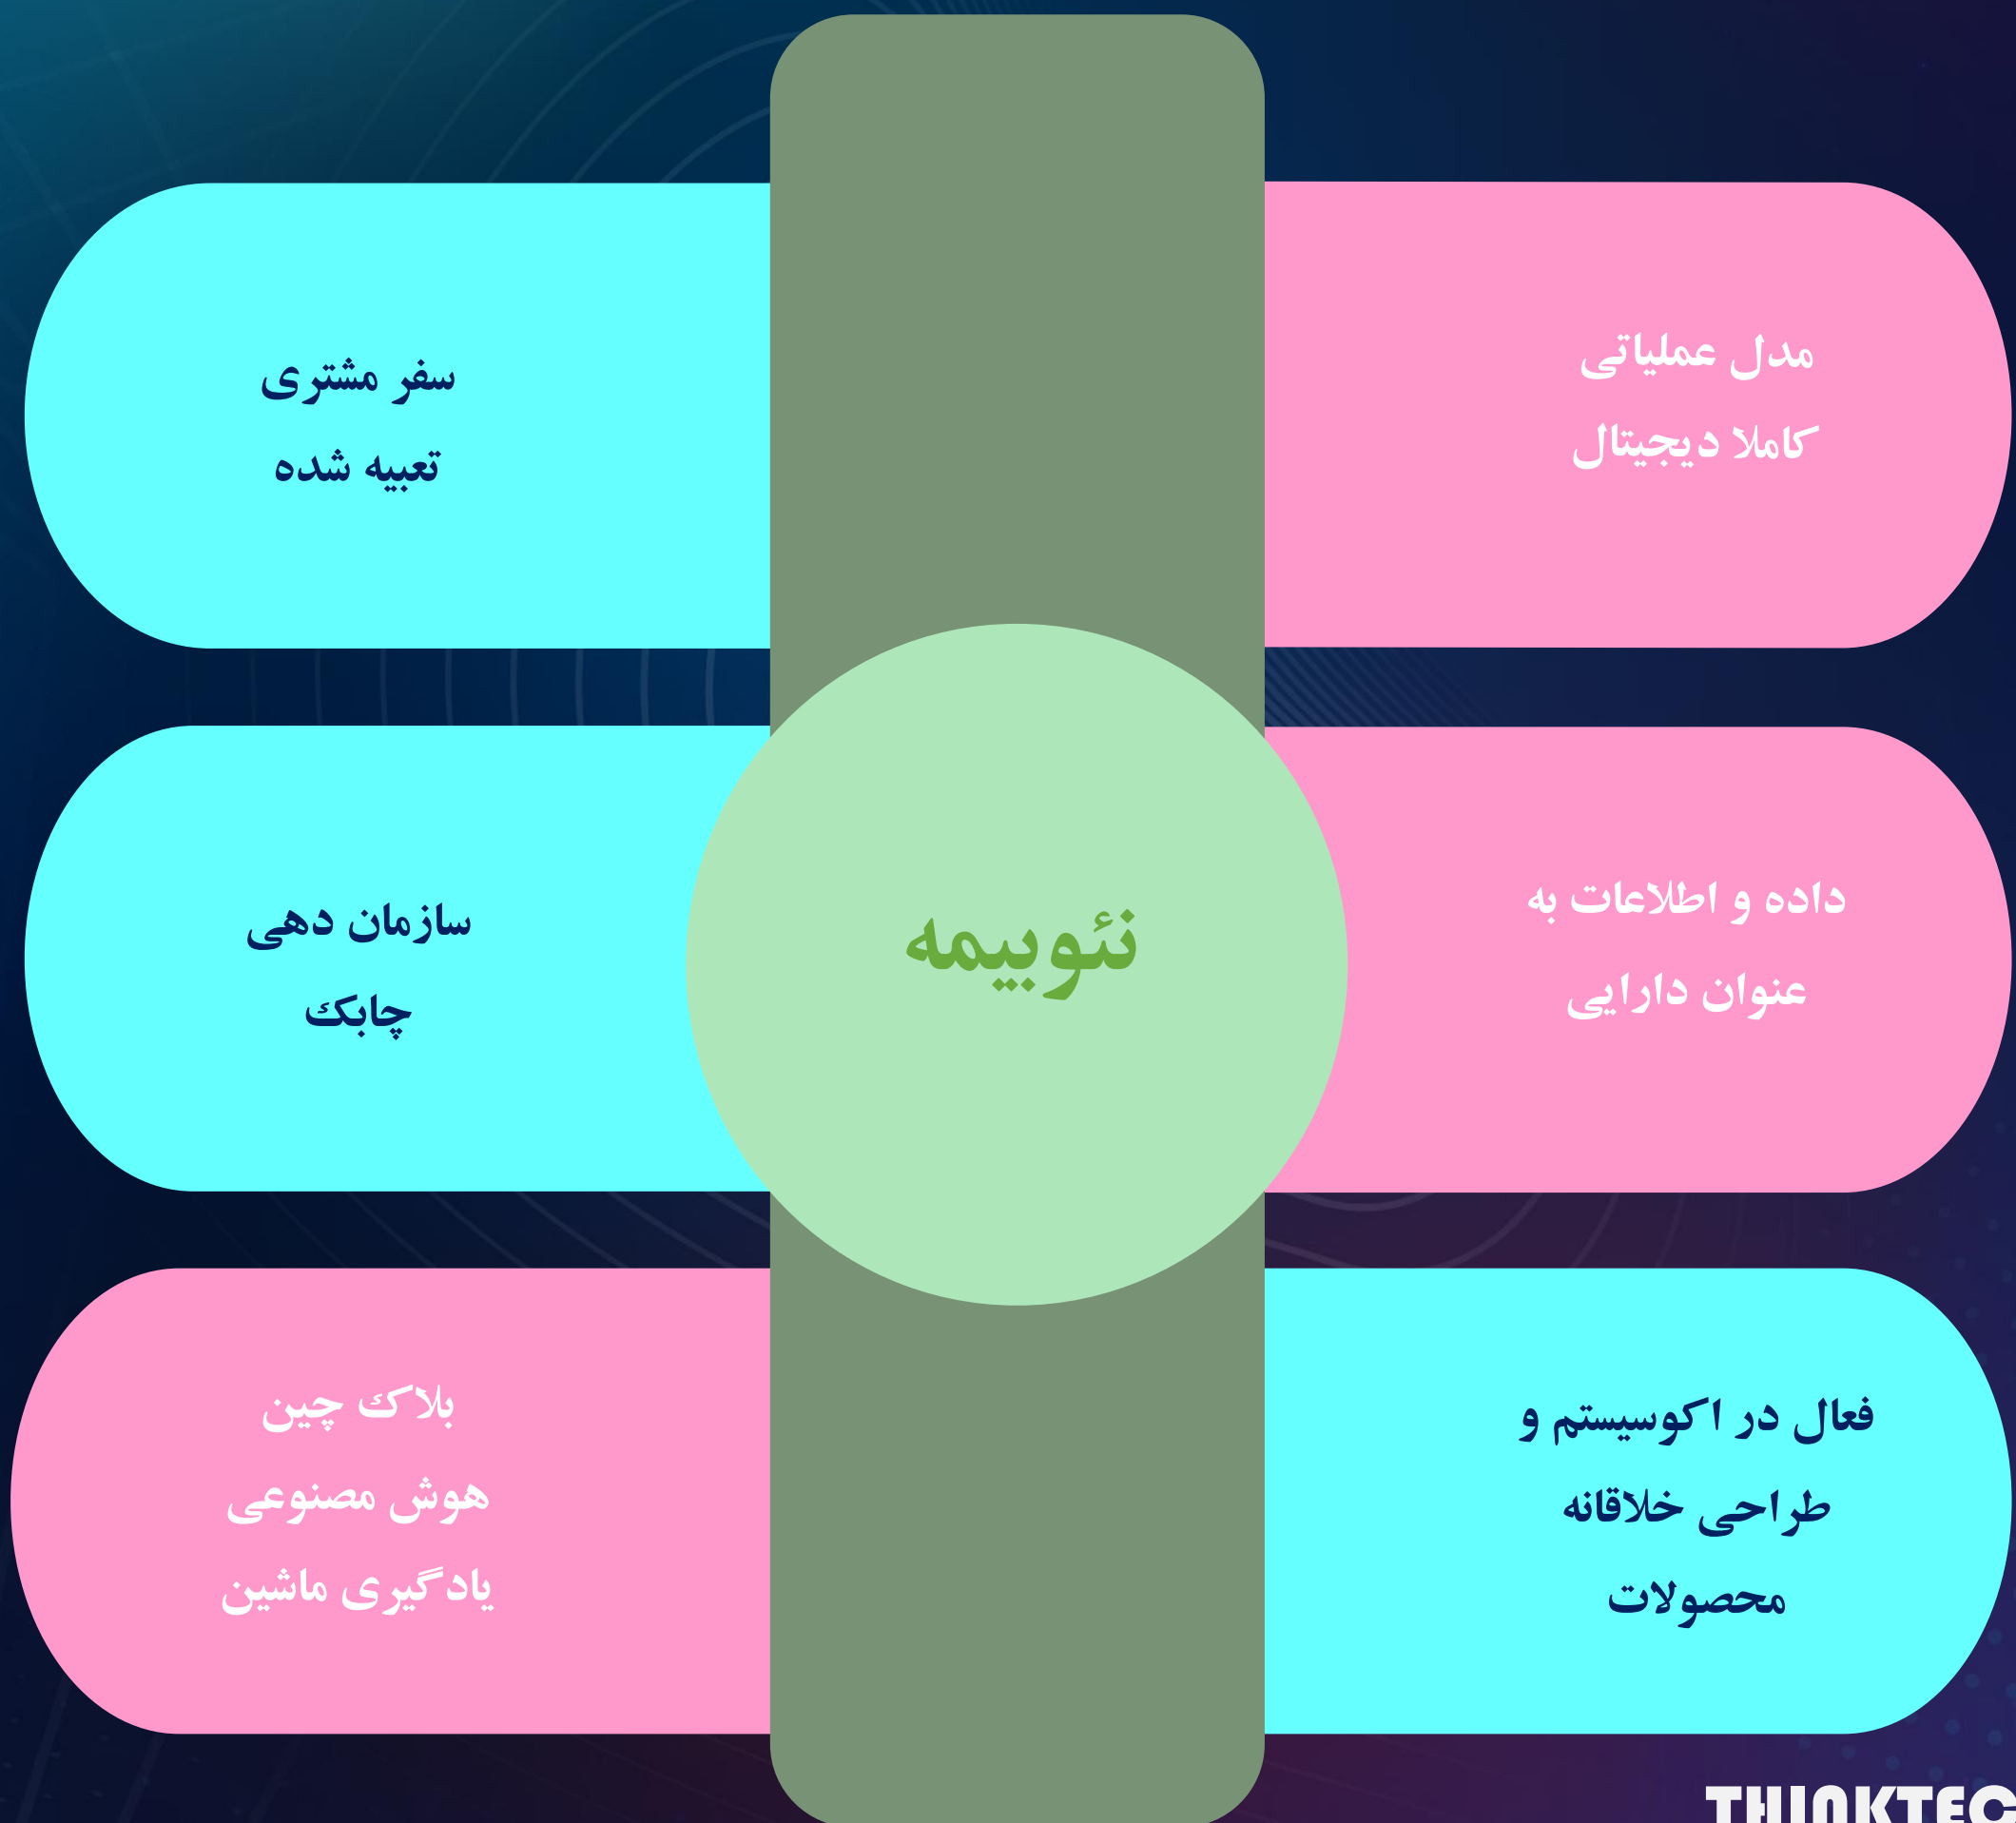 مدل عملیاتی
کاملا دیجیتال
سفر مشتری
تعبیه شده
داده و اطلاعات به
عنوان دارایی
نئوبیمه
سازمان دهی
چابک
فعال در اکوسیستم و
طراحی خلاقانه
محصولات
بلاک چین
هوش مصنوعی
یادگیری ماشین
THINKTEC